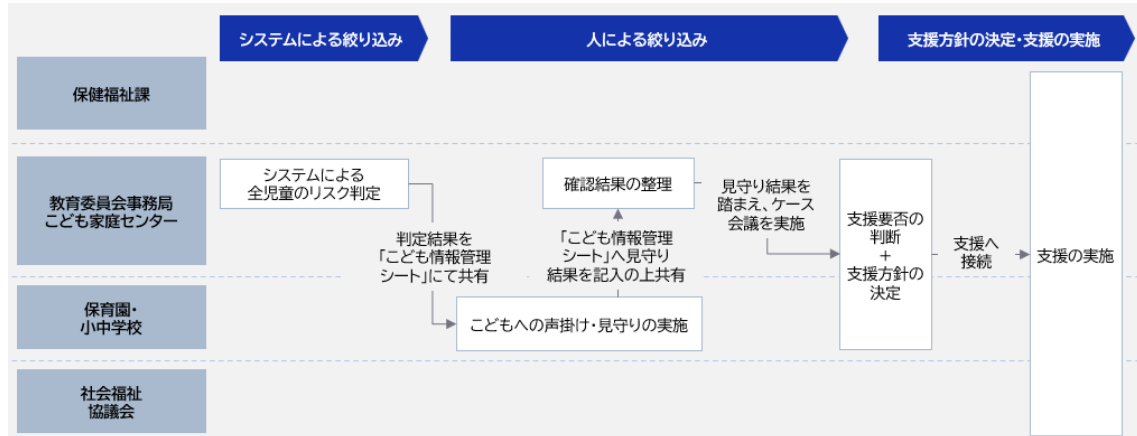 システムによる絞り込み
人による絞り込み
支援方針の決定・支援の実施
保健福祉課
教育委員会事務局
こども家庭センター
システムによる
全児童のリスク判定
判定結果を
「こども情報管理
シート」にて共有
確認結果の整理
「こども情報管理
シート」へ見守り
結果を記入の上共有
見守り結果を
踏まえ、ケース
会議を実施
支援要否の
判断
+
支援方針の
決定
支援へ
接続
支援の実施
保育園・
小中学校
こどもへの声掛け・見守りの実施
社会福祉
協議会